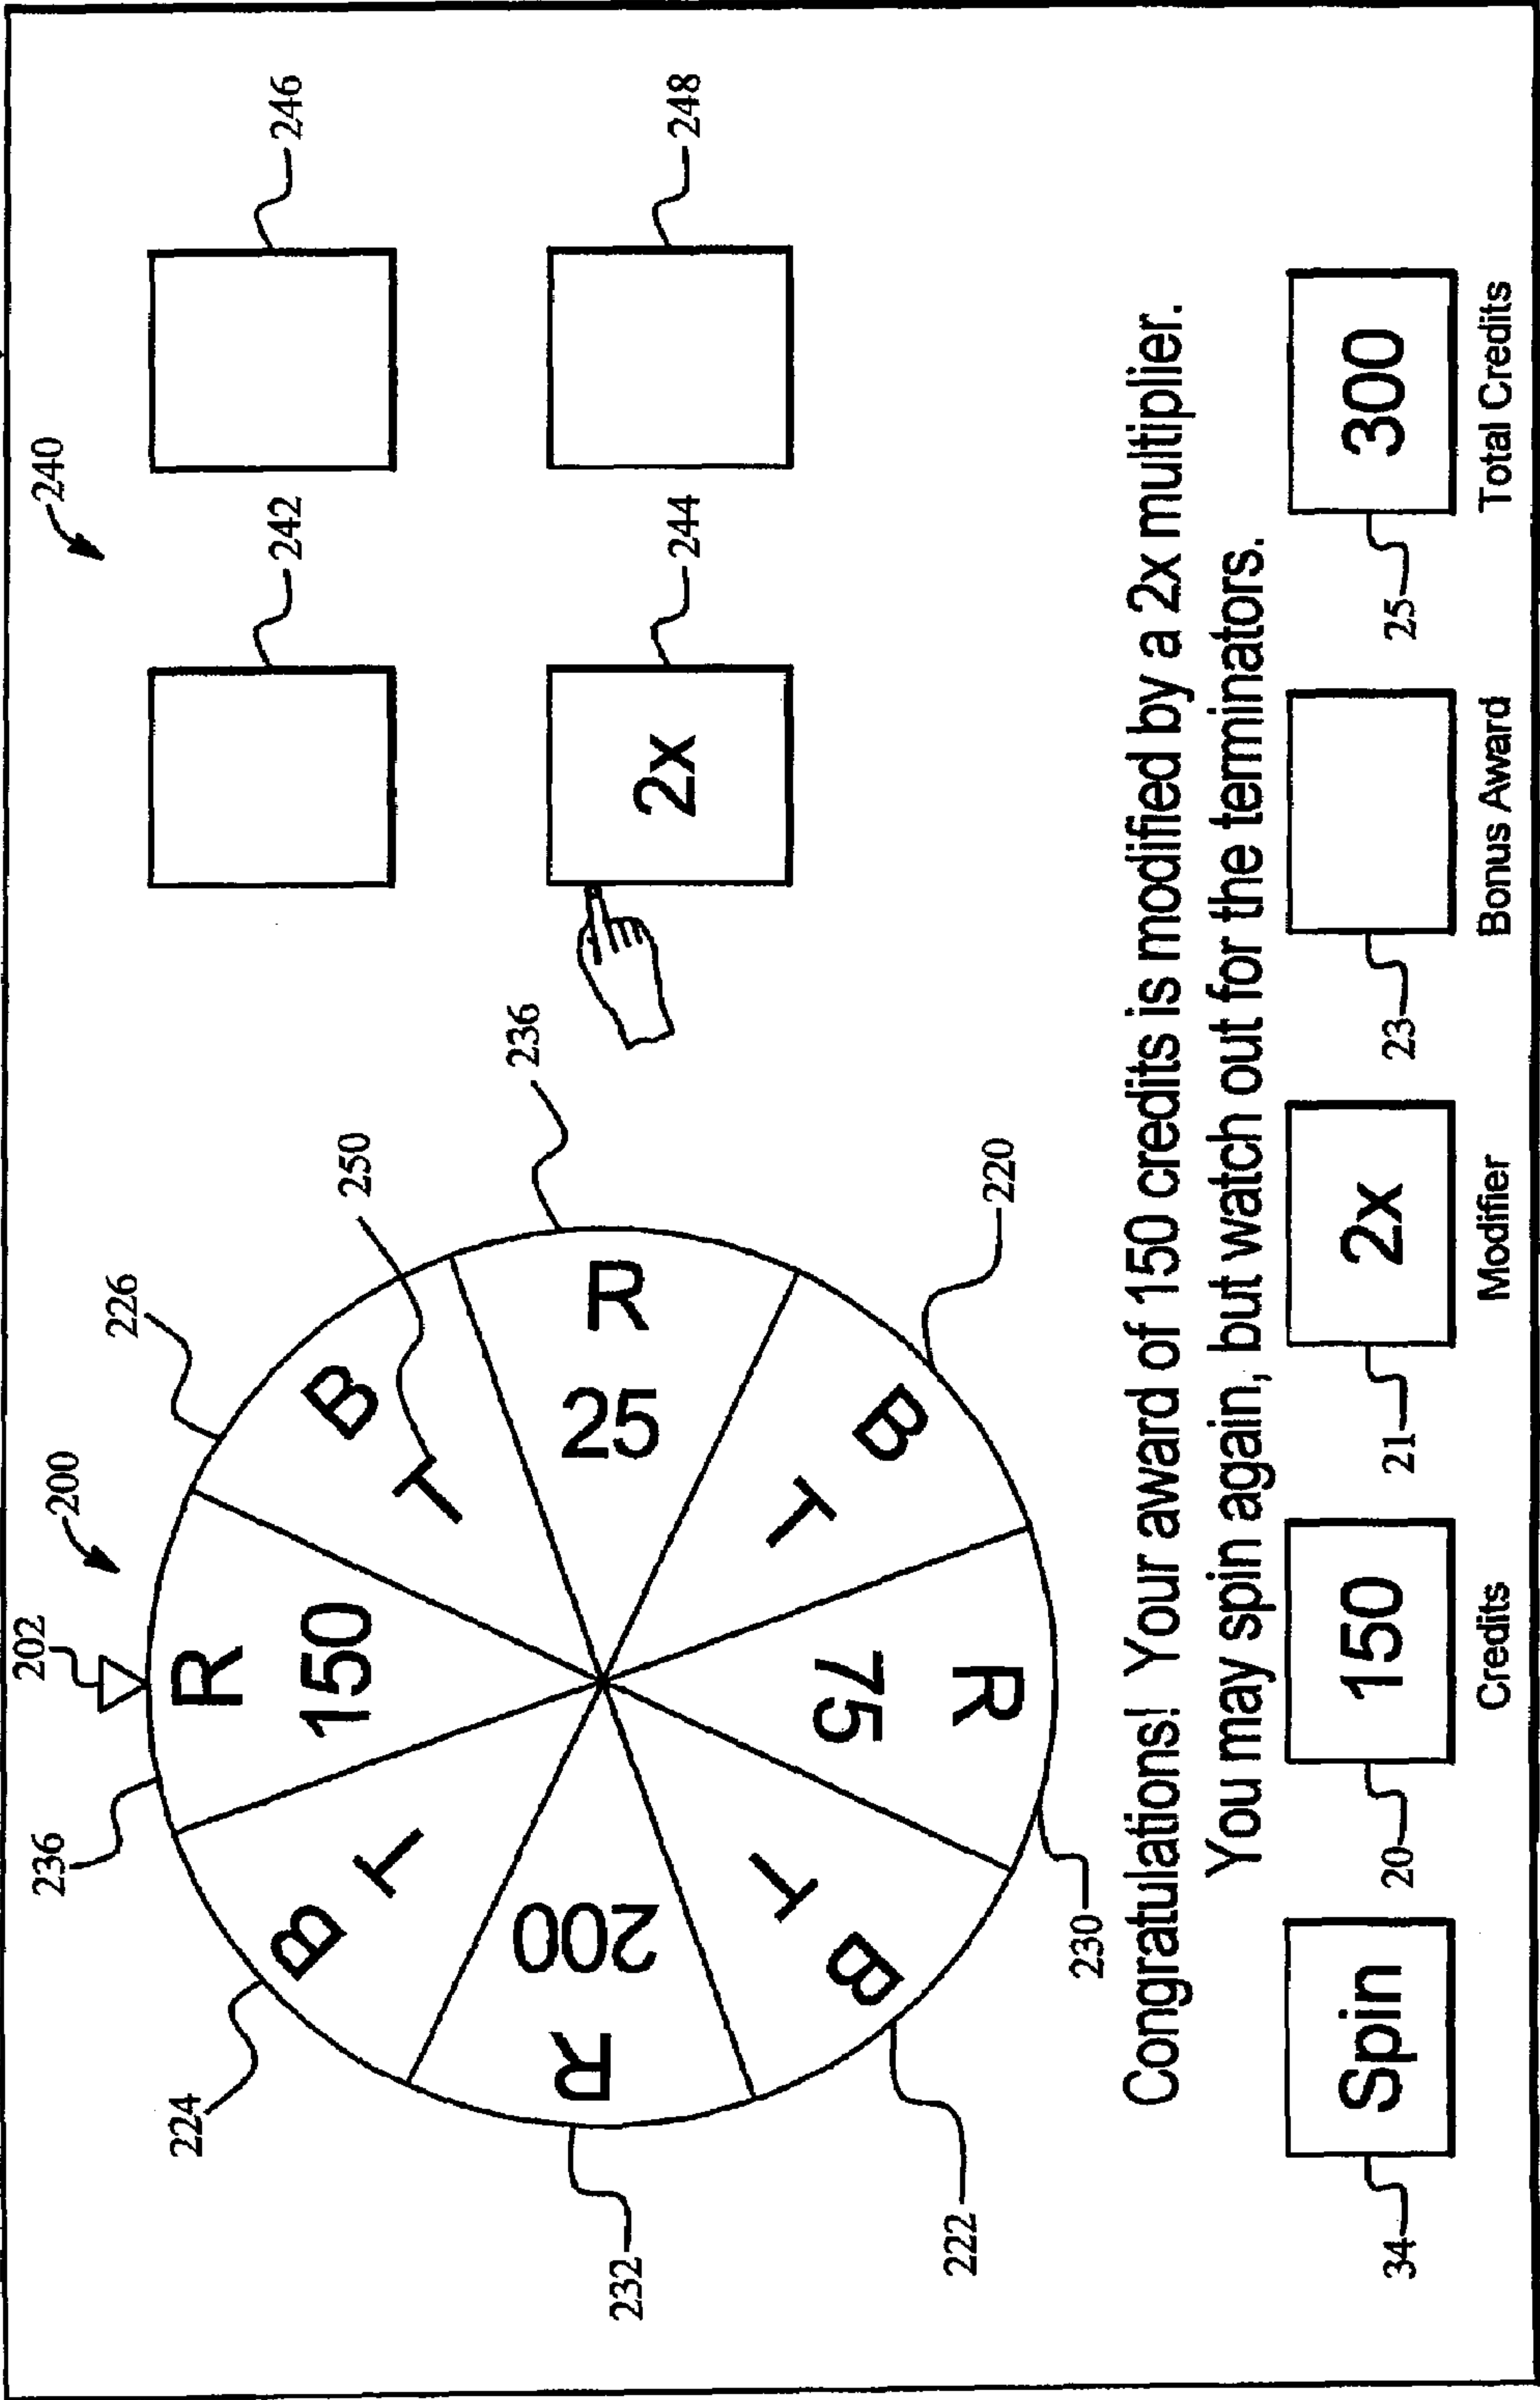 240
246
242
248
244
2x
200
202
236
226
250
236
224
232
222
230
220
R
150
B
T
R
25
B
T
R
75
B
T
R
200
B
T
Congratulations! Your award of 150 credits is modified by a 2x multiplier.
You may spin again, but watch out for the terminators.
34
Spin
20
150
Credits
21
2x
Modifier
23
Bonus Award
25
300
Total Credits